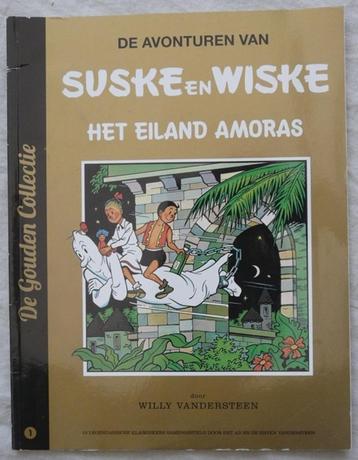 DE AVONTUREN VAN
SUSKE EN WISKE
HET EILAND AMORAS
De Gouden Collectie
door
WILLY VANDERSTEEN
1